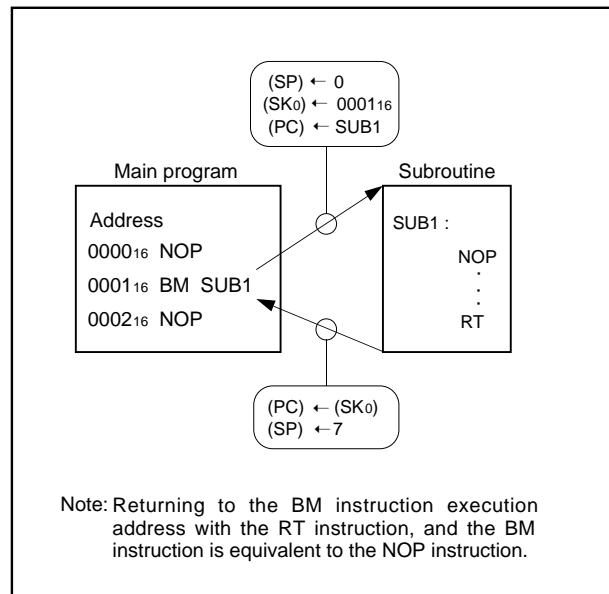 (SP) ← 0
(SK0) ← 000116
(PC) ← SUB1
Main program
Subroutine
Address
000016 NOP
000116 BM SUB1
000216 NOP
SUB1 :
NOP
·
·
·
RT
(PC) ← (SK0)
(SP) ← 7
Note: Returning to the BM instruction execution
address with the RT instruction, and the BM
instruction is equivalent to the NOP instruction.